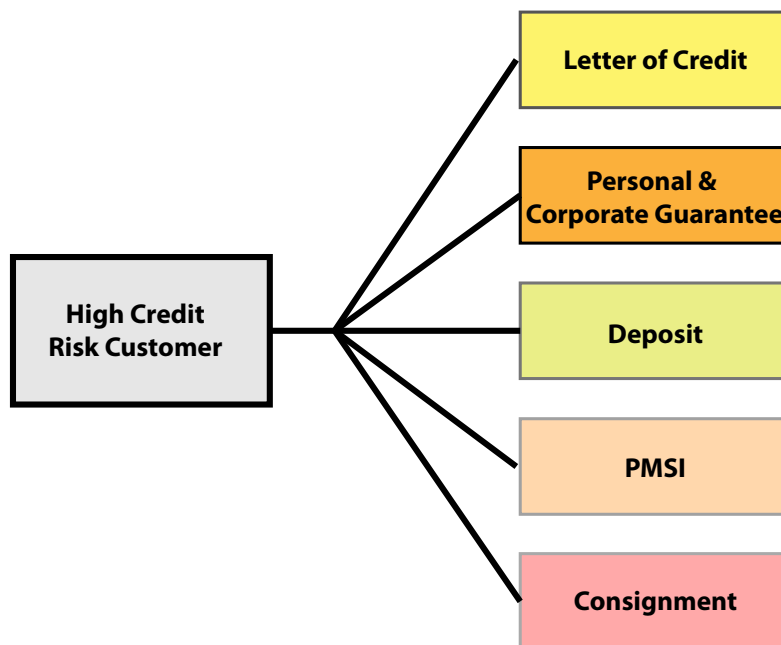 Letter of Credit
Personal &
Corporate Guarantee
High Credit
Risk Customer
Deposit
PMSI
Consignment